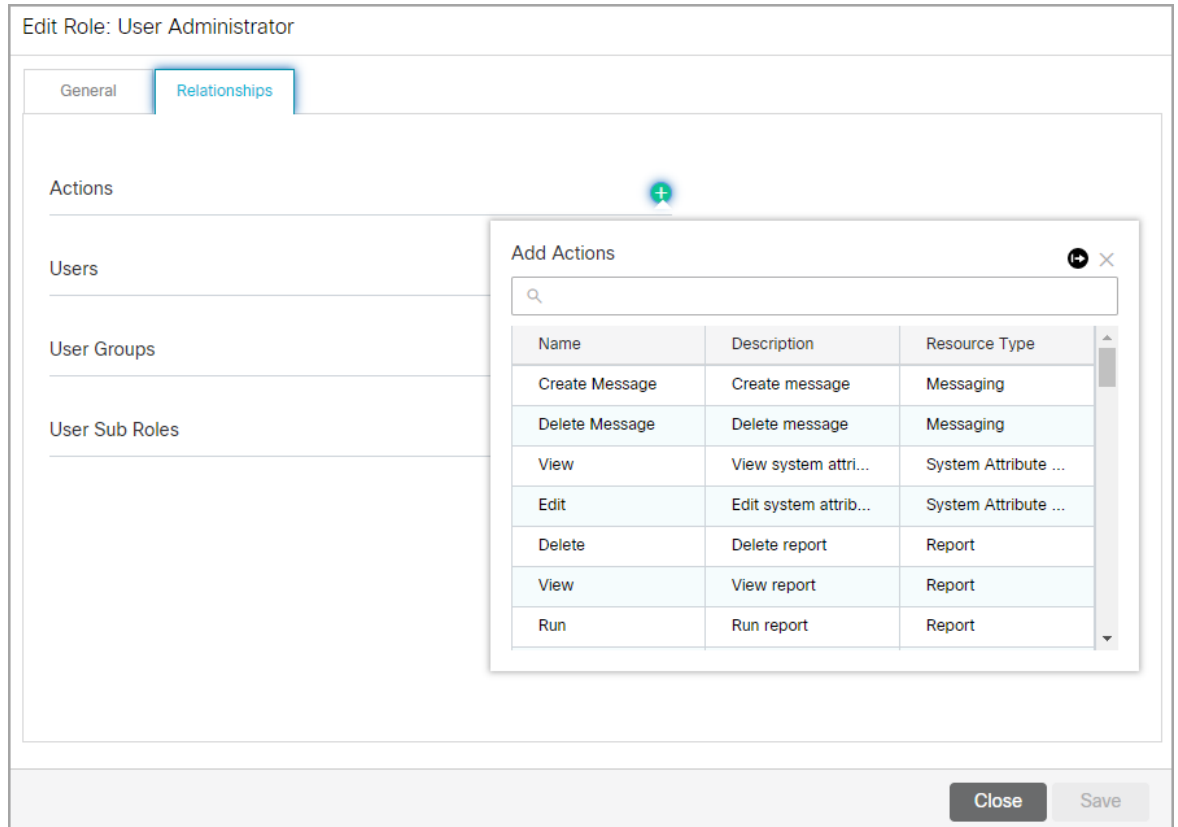 Edit Role: User Administrator
General Relationships
Actions
Users
User Groups
User Sub Roles
Add Actions
Name Description Resource Type
Create Message Create message Messaging
Delete Message Delete message Messaging
View View system attri... System Attribute ...
Edit Edit system attrib... System Attribute ...
Delete Delete report Report
View View report Report
Run Run report Report
Close Save